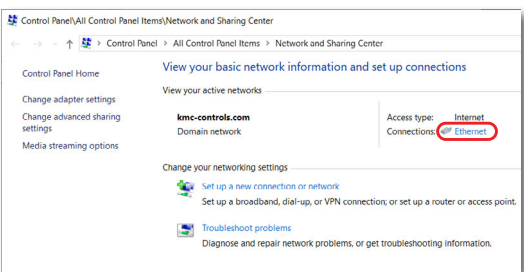 Control Panel\All Control Panel Items\Network and Sharing Center
Control Panel > All Control Panel Items > Network and Sharing Center
Control Panel Home
Change adapter settings
Change advanced sharing
settings
Media streaming options
View your basic network information and set up connections
View your active networks
kmc-controls.com
Domain network
Access type: Internet
Connections: Ethernet
Change your networking settings
Set up a new connection or network
Set up a broadband, dial-up, or VPN connection; or set up a router or access point.
Troubleshoot problems
Diagnose and repair network problems, or get troubleshooting information.